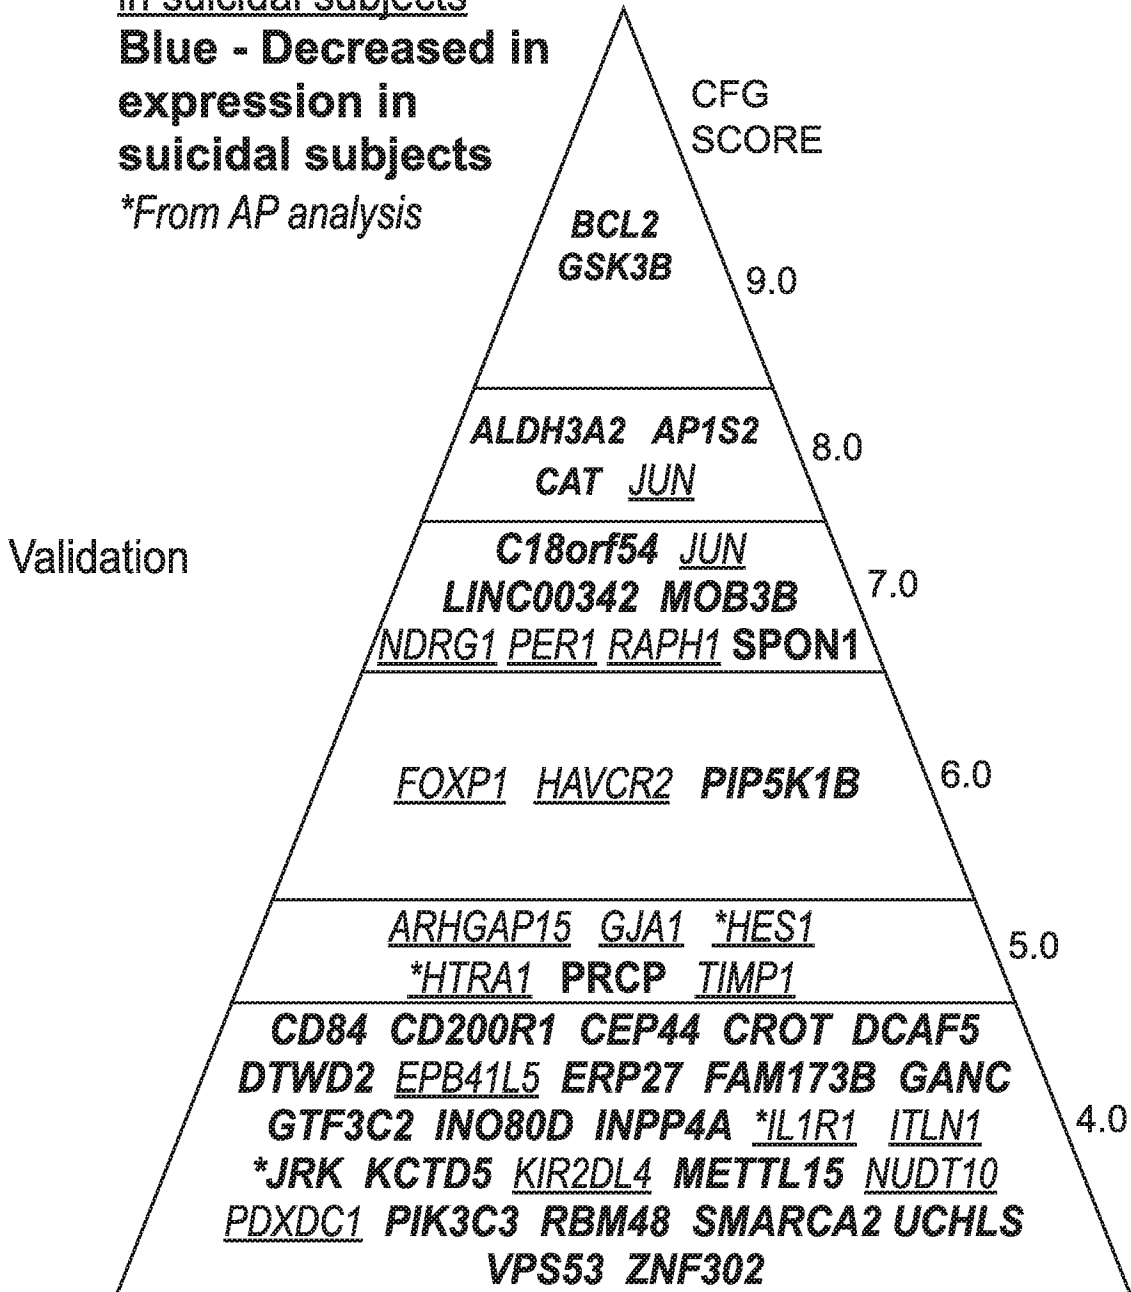 in suicidal subjects
Blue - Decreased in
expression in
suicidal subjects
*From AP analysis
CFG
SCORE
BCL2
GSK3B
9.0
ALDH3A2 AP1S2
8.0
CAT JUN
Validation
C18orf54 JUN
7.0
LINC00342 MOB3B
NDRG1 PER1 RAPH1 SPON1
FOXP1 HAVCR2 PIP5K1B
6.0
ARHGAP15 GJA1 *HES1
5.0
*HTRA1 PRCP TIMP1
CD84 CD200R1 CEP44 CROT DCAF5
DTWD2 EPB41L5 ERP27 FAM173B GANC
GTF3C2 INO80D INPP4A *IL1R1 ITLN1
4.0
*JRK KCTD5 KIR2DL4 METTL15 NUDT10
PDXDC1 PIK3C3 RBM48 SMARCA2 UCHLS
VPS53 ZNF302